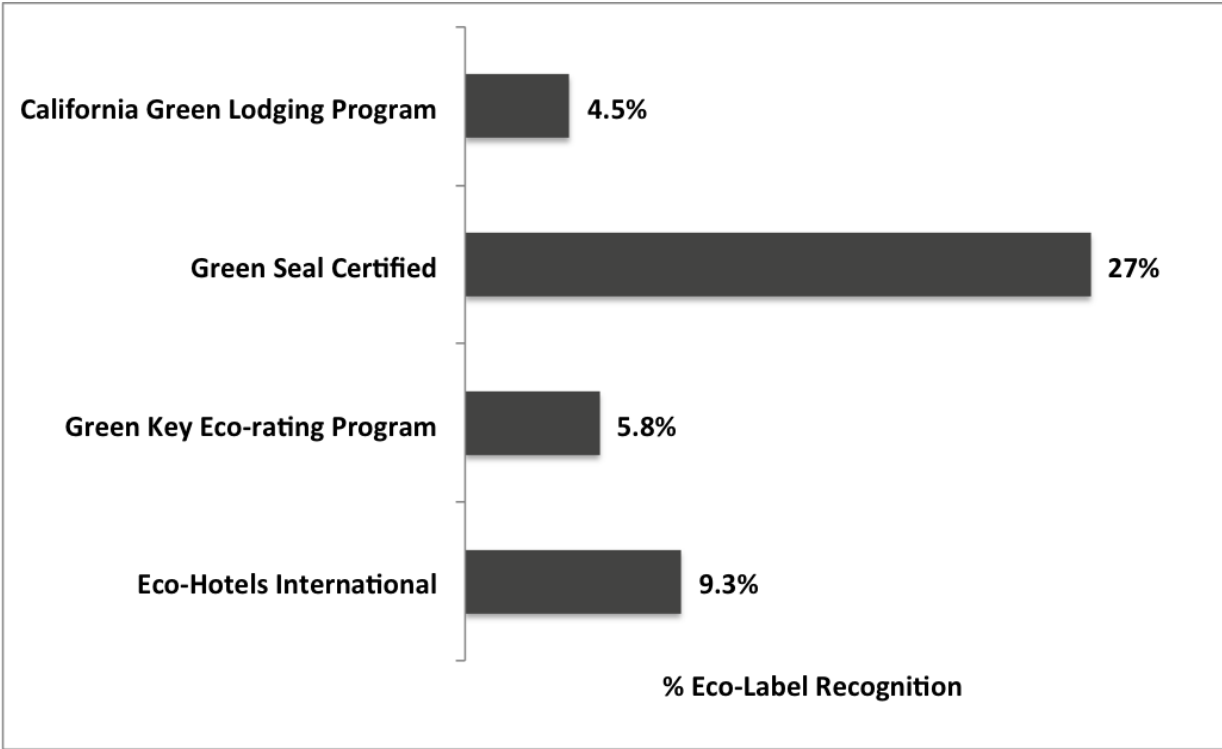 California Green Lodging Program
4.5%
Green Seal Certified
27%
Green Key Eco-rating Program
5.8%
Eco-Hotels International
9.3%
% Eco-Label Recognition